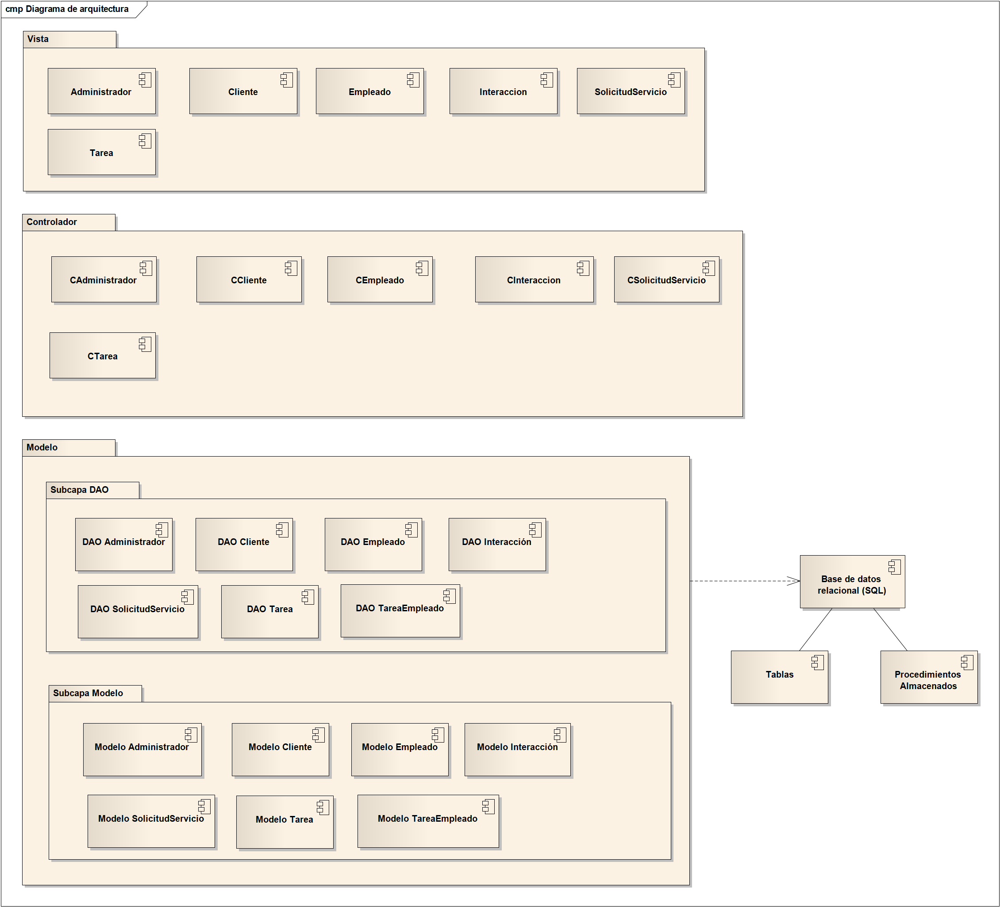 cmp Diagrama de arquitectura
Vista
Administrador
Cliente
Empleado
Interaccion
SolicitudServicio
Tarea
Controlador
CAdministrador
CCliente
CEmpleado
CInteraccion
CSolicitudServicio
CTarea
Modelo
Subcapa DAO
DAO Administrador
DAO Cliente
DAO Empleado
DAO Interacción
DAO SolicitudServicio
DAO Tarea
DAO TareaEmpleado
Base de datos
relacional (SQL)
Tablas
Procedimientos
Almacenados
Subcapa Modelo
Modelo Administrador
Modelo Cliente
Modelo Empleado
Modelo Interacción
Modelo SolicitudServicio
Modelo Tarea
Modelo TareaEmpleado